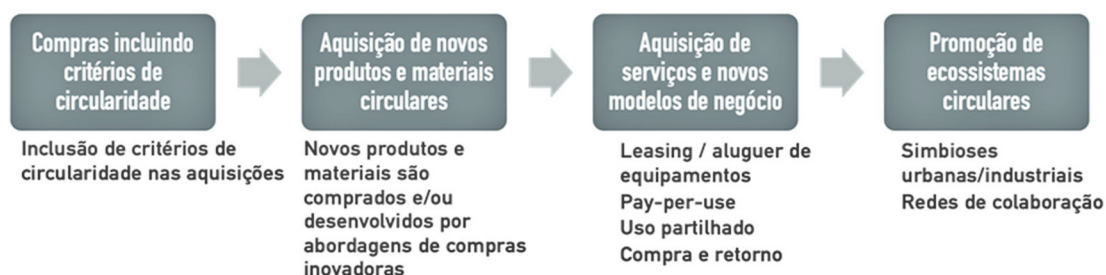 Compras incluindo
critérios de
circularidade
Inclusão de critérios de
circularidade nas aquisições
Aquisição de novos
produtos e materiais
circulares
Novos produtos e
materiais são
comprados e/ou
desenvolvidos por
abordagens de compras
inovadoras
Aquisição de
serviços e novos
modelos de negócio
Leasing / aluguer de
equipamentos
Pay-per-use
Uso partilhado
Compra e retorno
Promoção de
ecossistemas
circulares
Simbioses
urbanas/industriais
Redes de colaboração